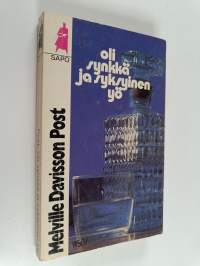 SAPO
oli
synkkä
ja syksyinen
yö
Melville Davisson Post